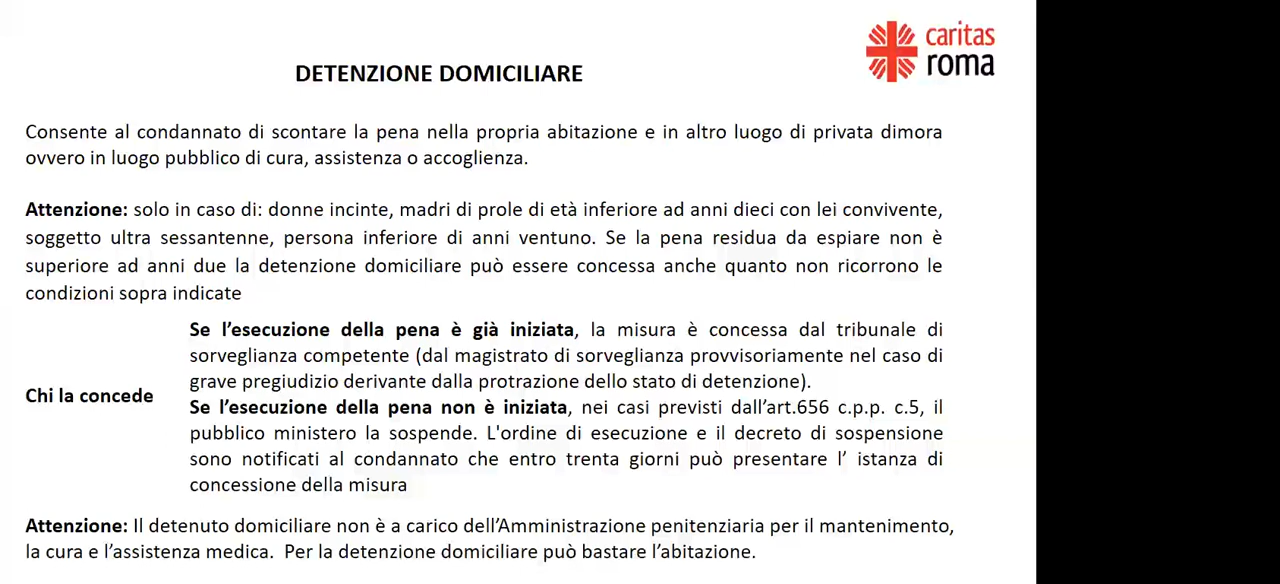 caritas
roma
DETENZIONE DOMICILIARE
Consente al condannato di scontare la pena nella propria abitazione e in altro luogo di privata dimora
ovvero in luogo pubblico di cura, assistenza o accoglienza.
Attenzione: solo in caso di: donne incinte, madri di prole di età inferiore ad anni dieci con lei convivente,
soggetto ultra sessantenne, persona inferiore di anni ventuno. Se la pena residua da espiare non è
superiore ad anni due la detenzione domiciliare può essere concessa anche quanto non ricorrono le
condizioni sopra indicate
Chi la concede
Se l’esecuzione della pena è già iniziata, la misura è concessa dal tribunale di
sorveglianza competente (dal magistrato di sorveglianza provvisoriamente nel caso di
grave pregiudizio derivante dalla protrazione dello stato di detenzione).
Se l’esecuzione della pena non è iniziata, nei casi previsti dall’art.656 c.p.p. c.5, il
pubblico ministero la sospende. L'ordine di esecuzione e il decreto di sospensione
sono notificati al condannato che entro trenta giorni può presentare l’ istanza di
concessione della misura
Attenzione: Il detenuto domiciliare non è a carico dell’Amministrazione penitenziaria per il mantenimento,
la cura e l’assistenza medica. Per la detenzione domiciliare può bastare l’abitazione.